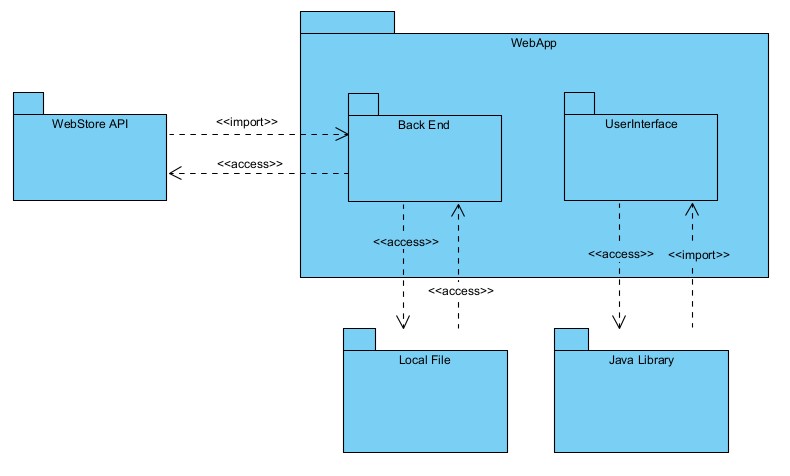 WebApp
WebStore API
<<import>>
Back End
UserInterface
<<access>>
<<access>>
<<access>>
<<import>>
<<access>>
Local File
Java Library